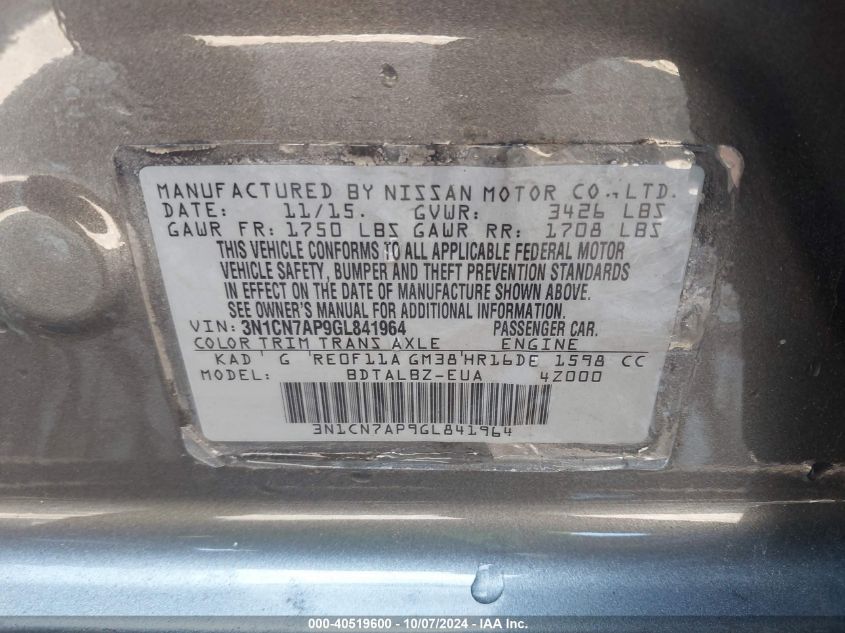 MANUFACTURED BY NISSAN MOTOR CO., LTD.
DATE: 11/15. GVWR: 3426 LBS
GAWR FR: 1750 LBS GAWR RR: 1708 LBS
THIS VEHICLE CONFORMS TO ALL APPLICABLE FEDERAL MOTOR
VEHICLE SAFETY, BUMPER AND THEFT PREVENTION STANDARDS
IN EFFECT ON THE DATE OF MANUFACTURE SHOWN ABOVE.
SEE OWNER'S MANUAL FOR ADDITIONAL INFORMATION.
VIN: 3N1CN7AP9GL841964 PASSENGER CAR.
COLOR TRIM TRANS AXLE ENGINE
KAD G RE0F11A GM38 HR16DE 1598 CC
MODEL: BDTALBZ-EUA 4Z000
3N1CN7AP9GL841964
000-40519600 - 10/07/2024 - IAAI Inc.